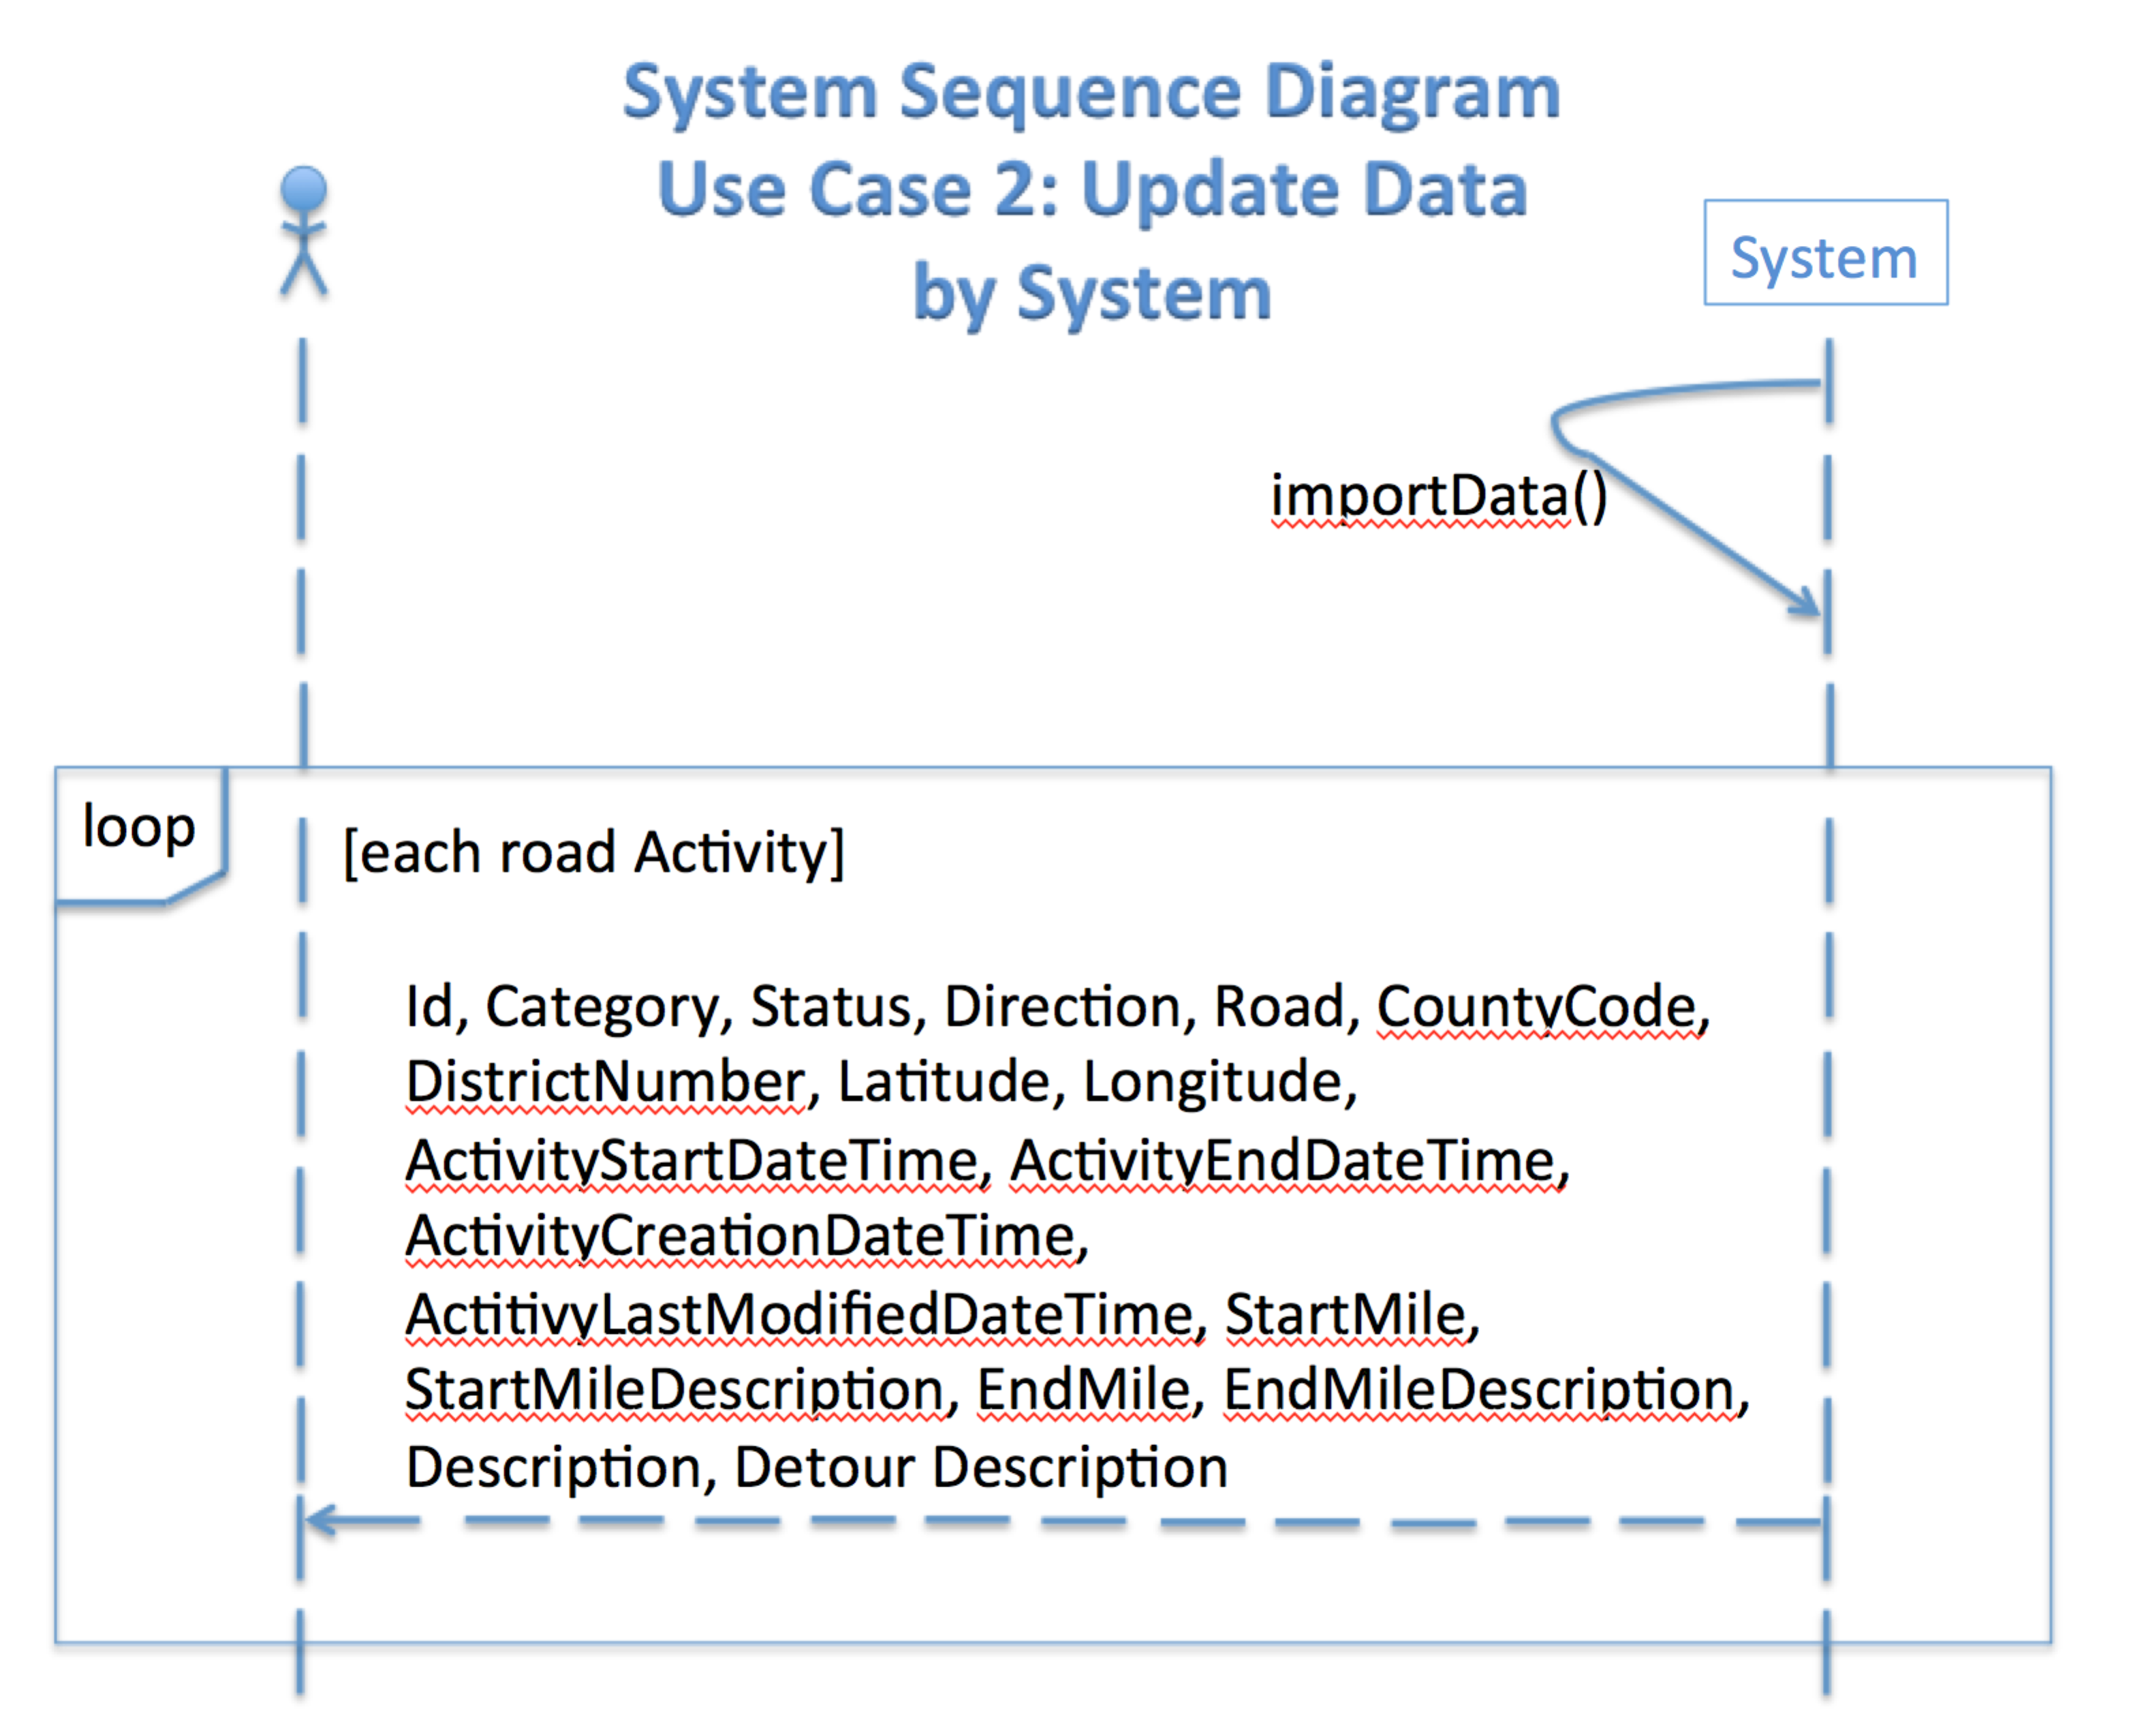 System Sequence Diagram
Use Case 2: Update Data
by System
System
importData()
loop
[each road Activity]
Id, Category, Status, Direction, Road, CountyCode,
DistrictNumber, Latitude, Longitude,
ActivityStartDateTime, ActivityEndDateTime,
ActivityCreationDateTime,
ActitivyLastModifiedDateTime, StartMile,
StartMileDescription, EndMile, EndMileDescription,
Description, Detour Description